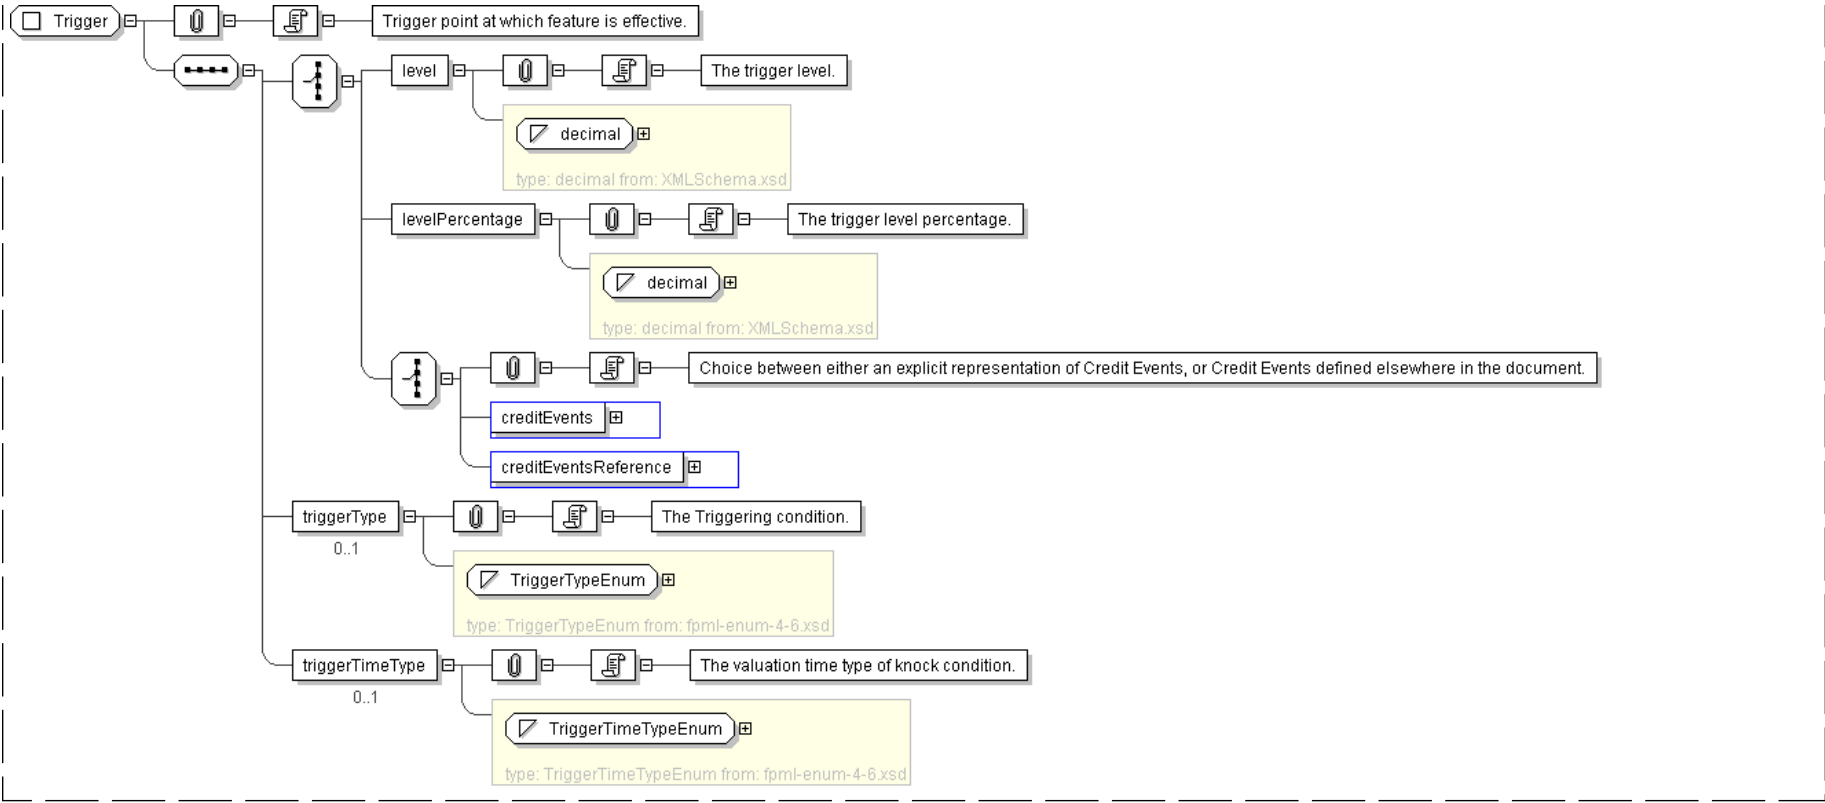 Trigger
Trigger point at which feature is effective.
level
The trigger level.
decimal
type: decimal from: XMLSchema.xsd
levelPercentage
The trigger level percentage.
decimal
type: decimal from: XMLSchema.xsd
Choice between either an explicit representation of Credit Events, or Credit Events defined elsewhere in the document.
creditEvents
creditEventsReference
triggerType
The Triggering condition.
0..1
TriggerTypeEnum
type: TriggerTypeEnum from: fpml-enum-4-6.xsd
triggerTimeType
The valuation time type of knock condition.
0..1
TriggerTimeTypeEnum
type: TriggerTimeTypeEnum from: fpml-enum-4-6.xsd